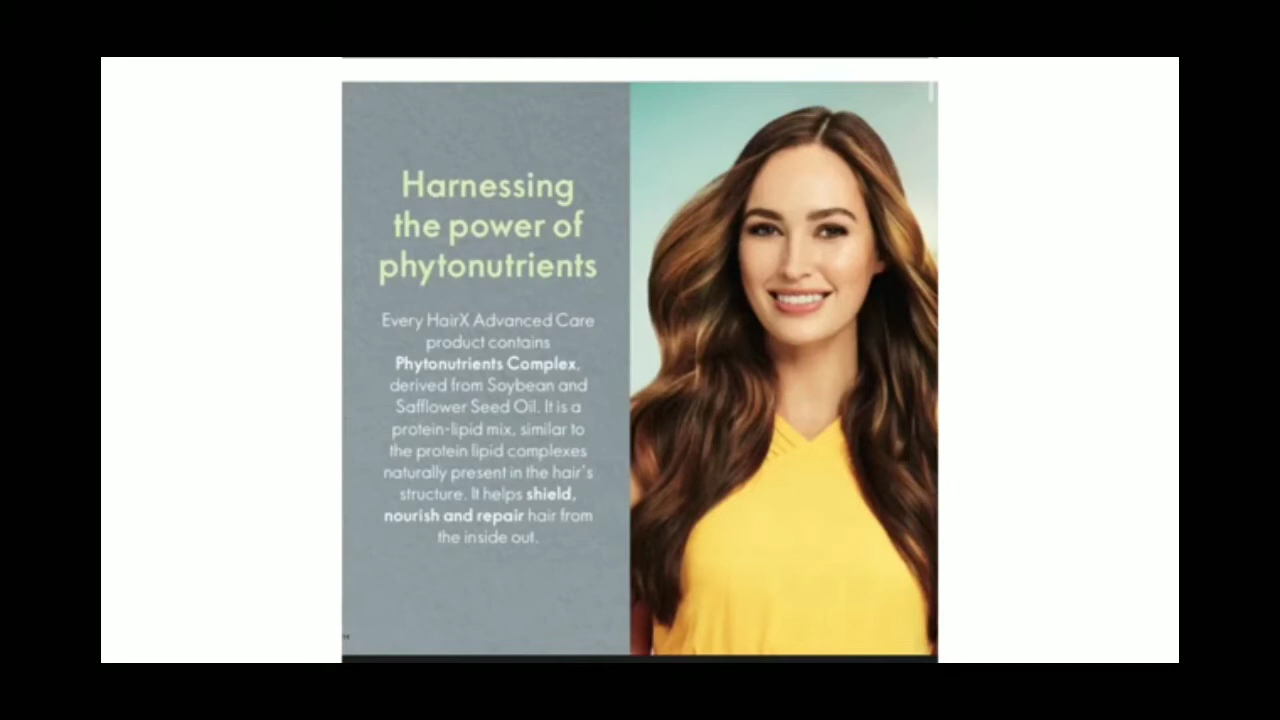 Harnessing
the power of
phytonutrients
Every HairX Advanced Care
product contains
Phytonutrients Complex,
derived from Soybean and
Safflower Seed Oil. It is a
protein-lipid mix, similar to
the protein lipid complexes
naturally present in the hair's
structure. It helps shield,
nourish and repair hair from
the inside out.